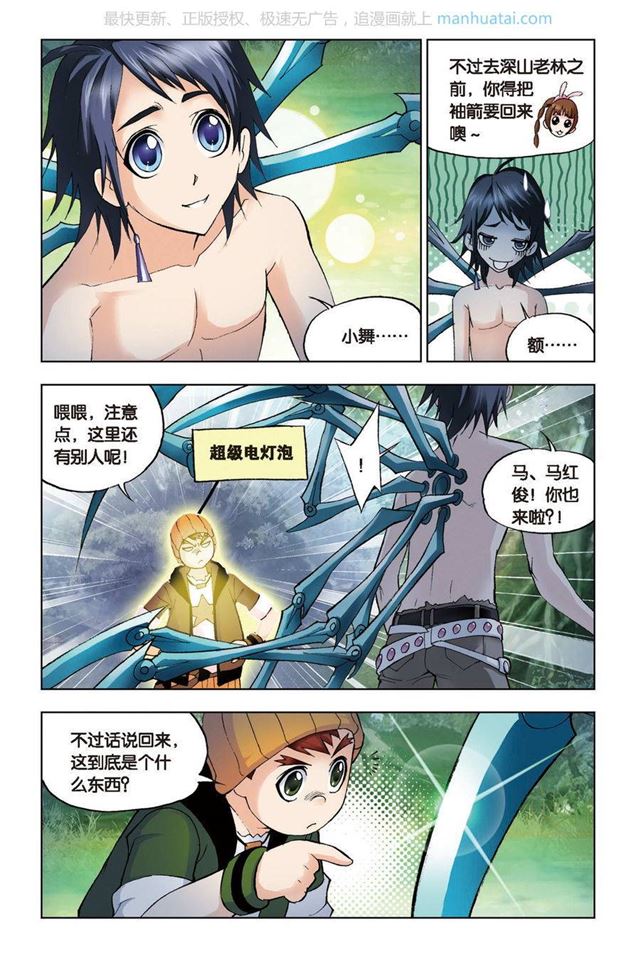 最快更新、正版授权、极速无广告，追漫画就上 manhuatai.com
小舞……
不过去深山老林之
前，你得把
袖箭要回来
噢~
额……
喂喂，注意
点，这里还
有别人呢！
超级电灯泡
！
马、马红
俊！你也
来啦？！
不过话说回来，
这到底是个什
么东西？